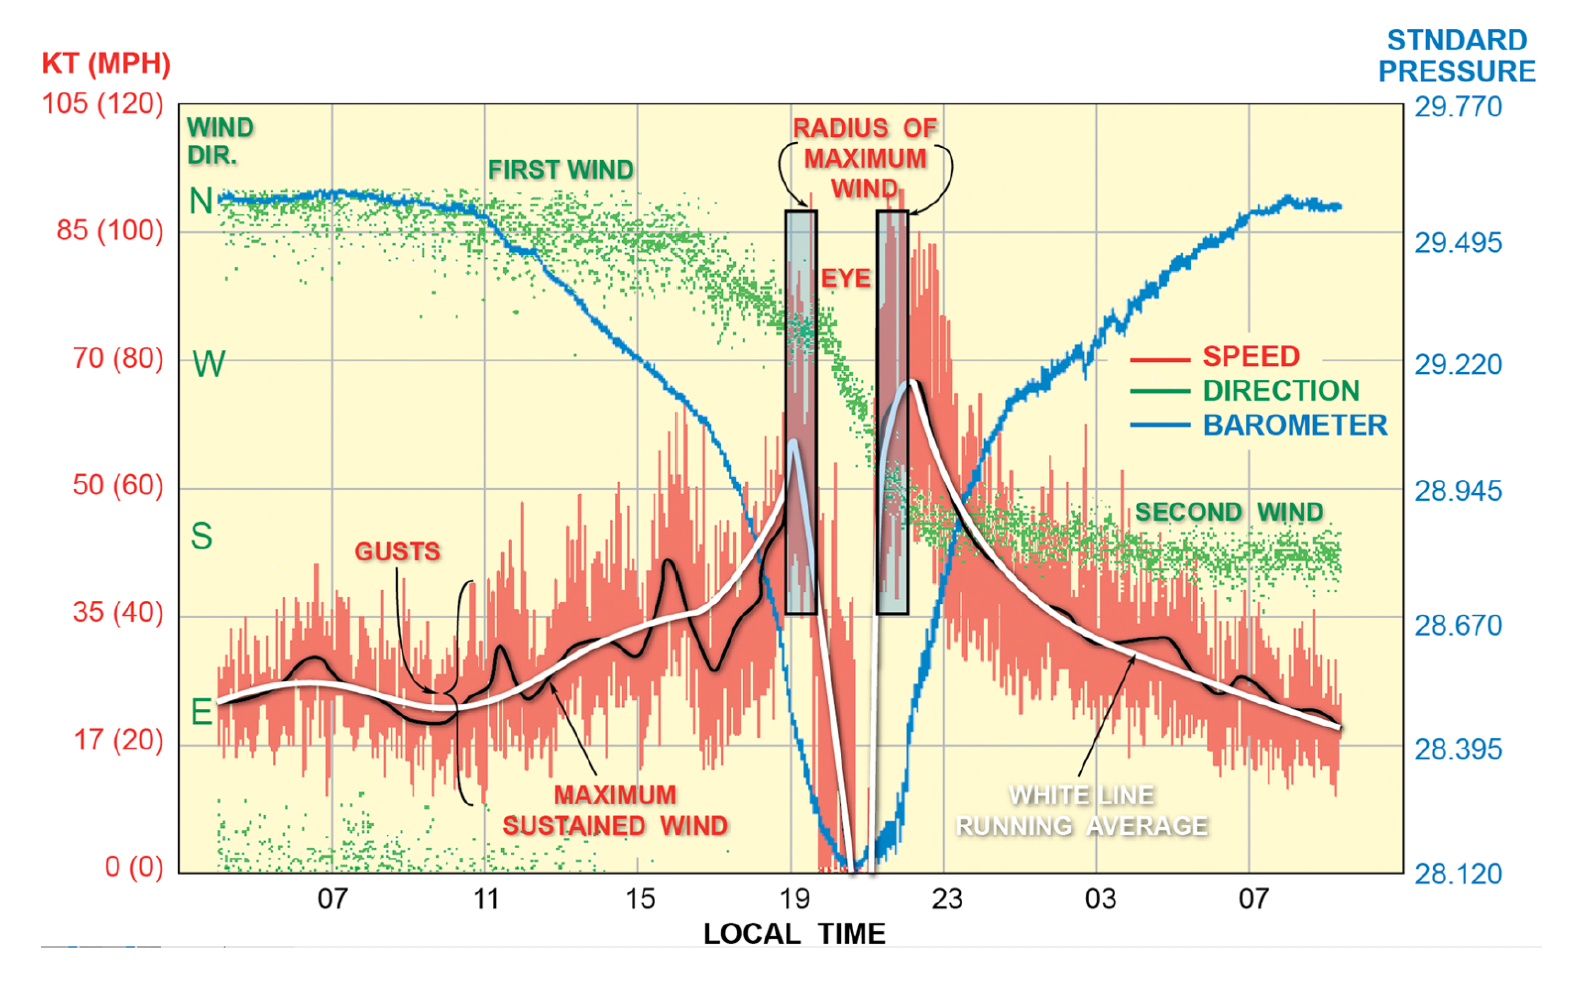 KT (MPH)
STNDARD
PRESSURE
105 (120)
85 (100)
70 (80)
50 (60)
35 (40)
17 (20)
0 (0)
29.770
29.495
29.220
28.945
28.670
28.395
28.120
WIND
DIR.
N
W
S
E
FIRST WIND
RADIUS OF
MAXIMUM
WIND
EYE
SPEED
DIRECTION
BAROMETER
SECOND WIND
GUSTS
MAXIMUM
SUSTAINED WIND
WHITE LINE
RUNNING AVERAGE
07
11
15
19
23
03
07
LOCAL TIME